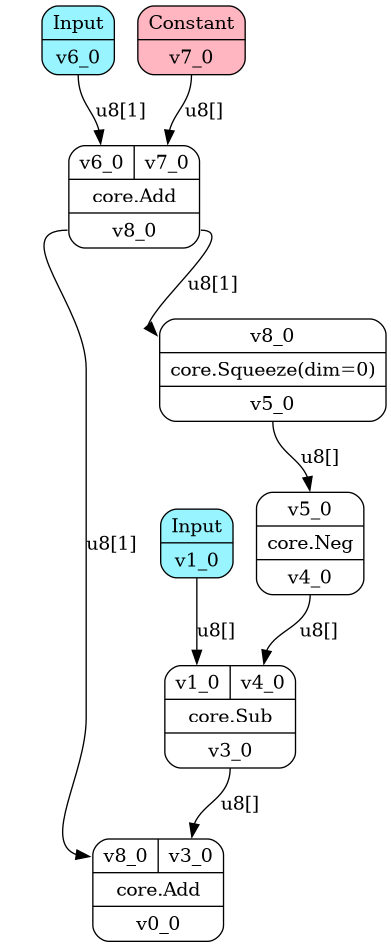 Input
v6_0
Constant
v7_0
u8[1]
u8[]
v6_0 v7_0
core.Add
v8_0
u8[1]
v8_0
core.Squeeze(dim=0)
v5_0
u8[]
Input
v1_0
v5_0
core.Neg
v4_0
u8[1]
u8[]
u8[]
v1_0 v4_0
core.Sub
v3_0
u8[]
v8_0 v3_0
core.Add
v0_0